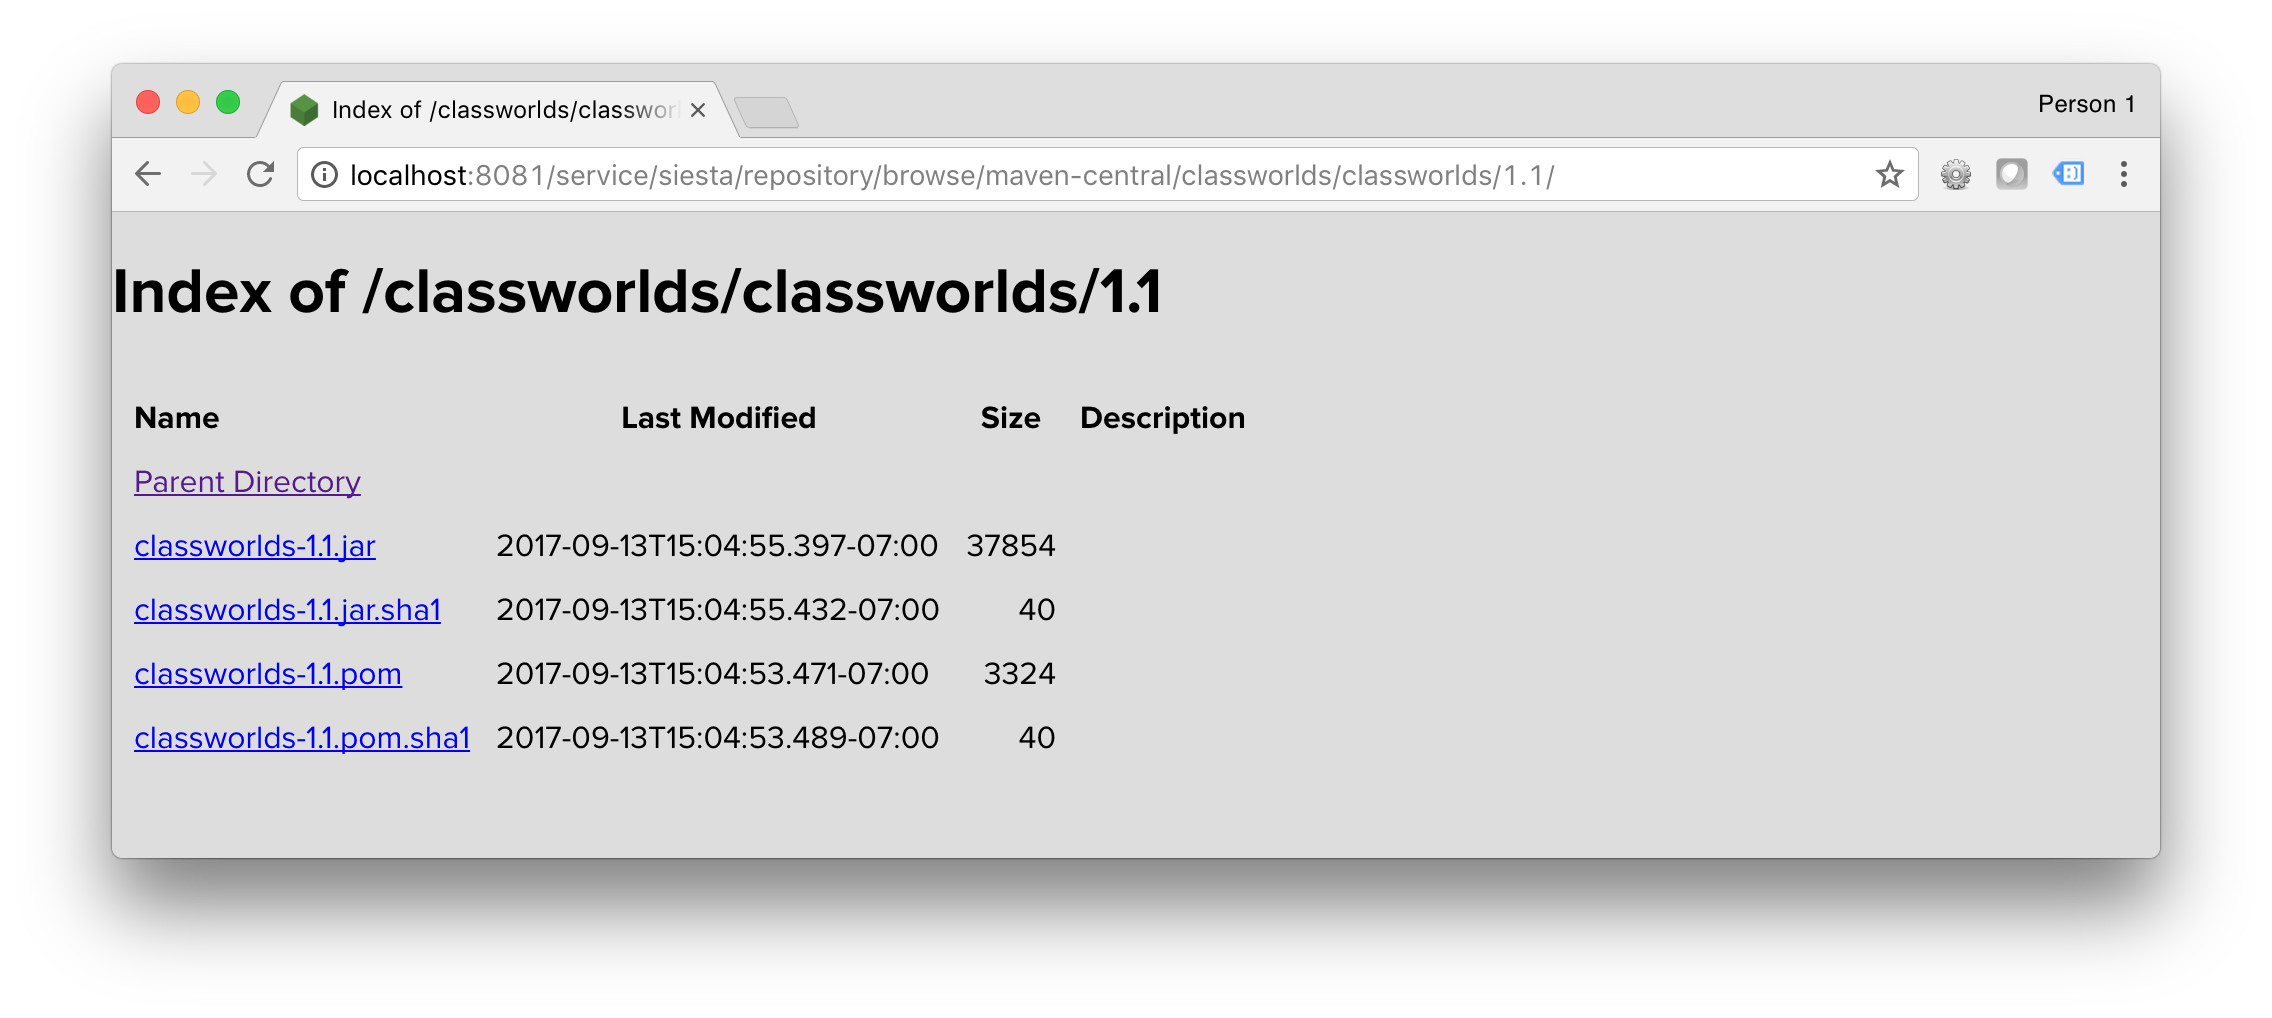 Index of /classworlds/classworl
Person 1
localhost:8081/service/siesta/repository/browse/maven-central/classworlds/classworlds/1.1/
Index of /classworlds/classworlds/1.1
Name Last Modified Size Description
Parent Directory
classworlds-1.1.jar 2017-09-13T15:04:55.397-07:00 37854
classworlds-1.1.jar.sha1 2017-09-13T15:04:55.432-07:00 40
classworlds-1.1.pom 2017-09-13T15:04:53.471-07:00 3324
classworlds-1.1.pom.sha1 2017-09-13T15:04:53.489-07:00 40